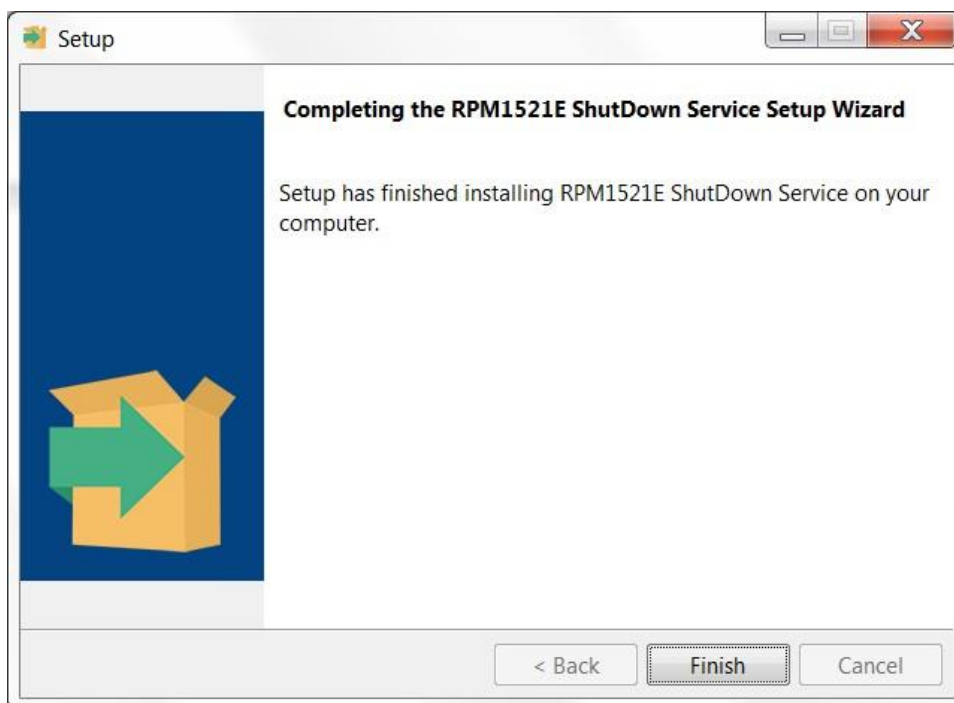 Setup
Completing the RPM1521E ShutDown Service Setup Wizard
Setup has finished installing RPM1521E ShutDown Service on your
computer.
< Back
Finish
Cancel